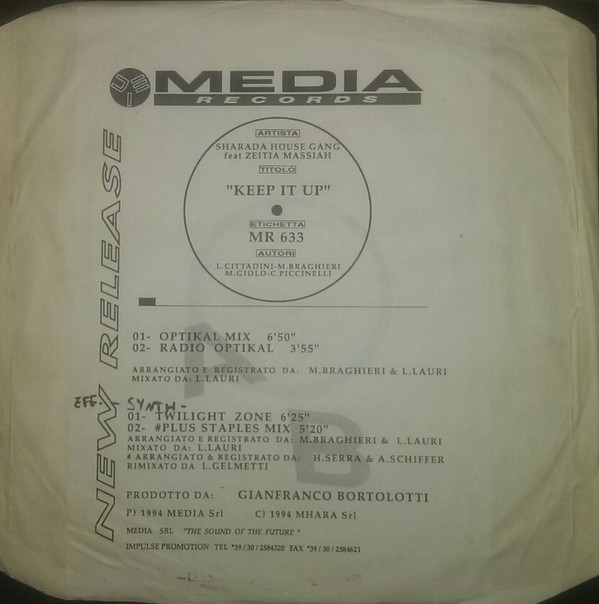 MEDIA
RECORDS
NEW RELEASE
ARTISTA
SHARADA HOUSE GANG
feat ZEITIA MASSIAH
TITOLO
"KEEP IT UP"
ETICHETTA
MR 633
AUTORI
L.CITTADINI-M.BRAGHIERI
M.GIOLO-C.PICCINELLI
A
01- OPTIKAL MIX 6'50"
02- RADIO OPTIKAL 3'55"
ARRANGIATO E REGISTRATO DA: M.BRAGHIERI & L.LAURI
MIXATO DA: L.LAURI
EFF. SYNTH-
B
01- TWILIGHT ZONE 6'25"
02- #PLUS STAPLES MIX 5'20"
ARRANGIATO E REGISTRATO DA: M.BRAGHIERI & L.LAURI
MIXATO DA: L.LAURI
# ARRANGIATO & REGISTRATO DA: H.SERRA & A.SCHIFFER
RIMIXATO DA L.GELMETTI
PRODOTTO DA: GIANFRANCO BORTOLOTTI
P) 1994 MEDIA Srl C) 1994 MHARA Srl
MEDIA SRL "THE SOUND OF THE FUTURE"
IMPULSE PROMOTION TEL *39/30/2584320 FAX *39/30/2584621